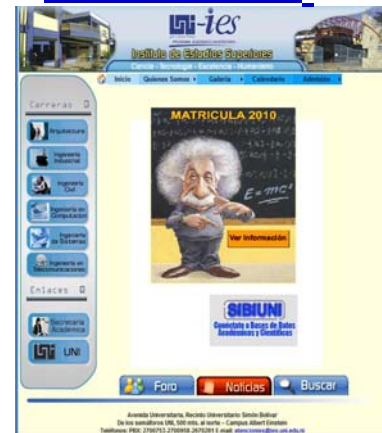 Uni-ies
Instituto de Estudios Superiores
Ciencia - Tecnología - Excelencia - Humanismo
Inicio Quienes Somos Galeria Calendario Admisión
Carreras
Arquitectura
Ingeniería Industrial
Ingeniería Civil
Ingeniería en Computación
Ingeniería de Sistemas
Ingeniería en Telecomunicaciones
Enlaces
Secretaría Académica
UNI
MATRICULA 2010
E=mc²
Ver Información
SIBIUNI
Conéctate a Bases de Datos
Académicas y Científicas
Foro Noticias Buscar
Avenida Universitaria, Recinto Universitario Simón Bolívar
De los semáforos UNI, 500 mts. al norte - Campus Albert Einstein